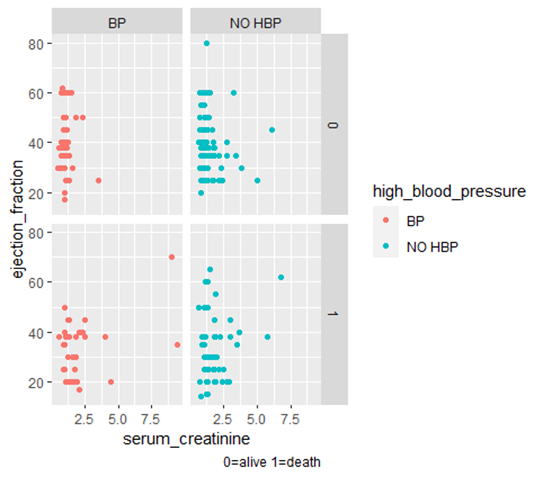 BP NO HBP
80
60
40
20
0
80
60
40
20
1
ejection_fraction
2.5 5.0 7.5 2.5 5.0 7.5
serum_creatinine
0=alive 1=death
high_blood_pressure
BP
NO HBP